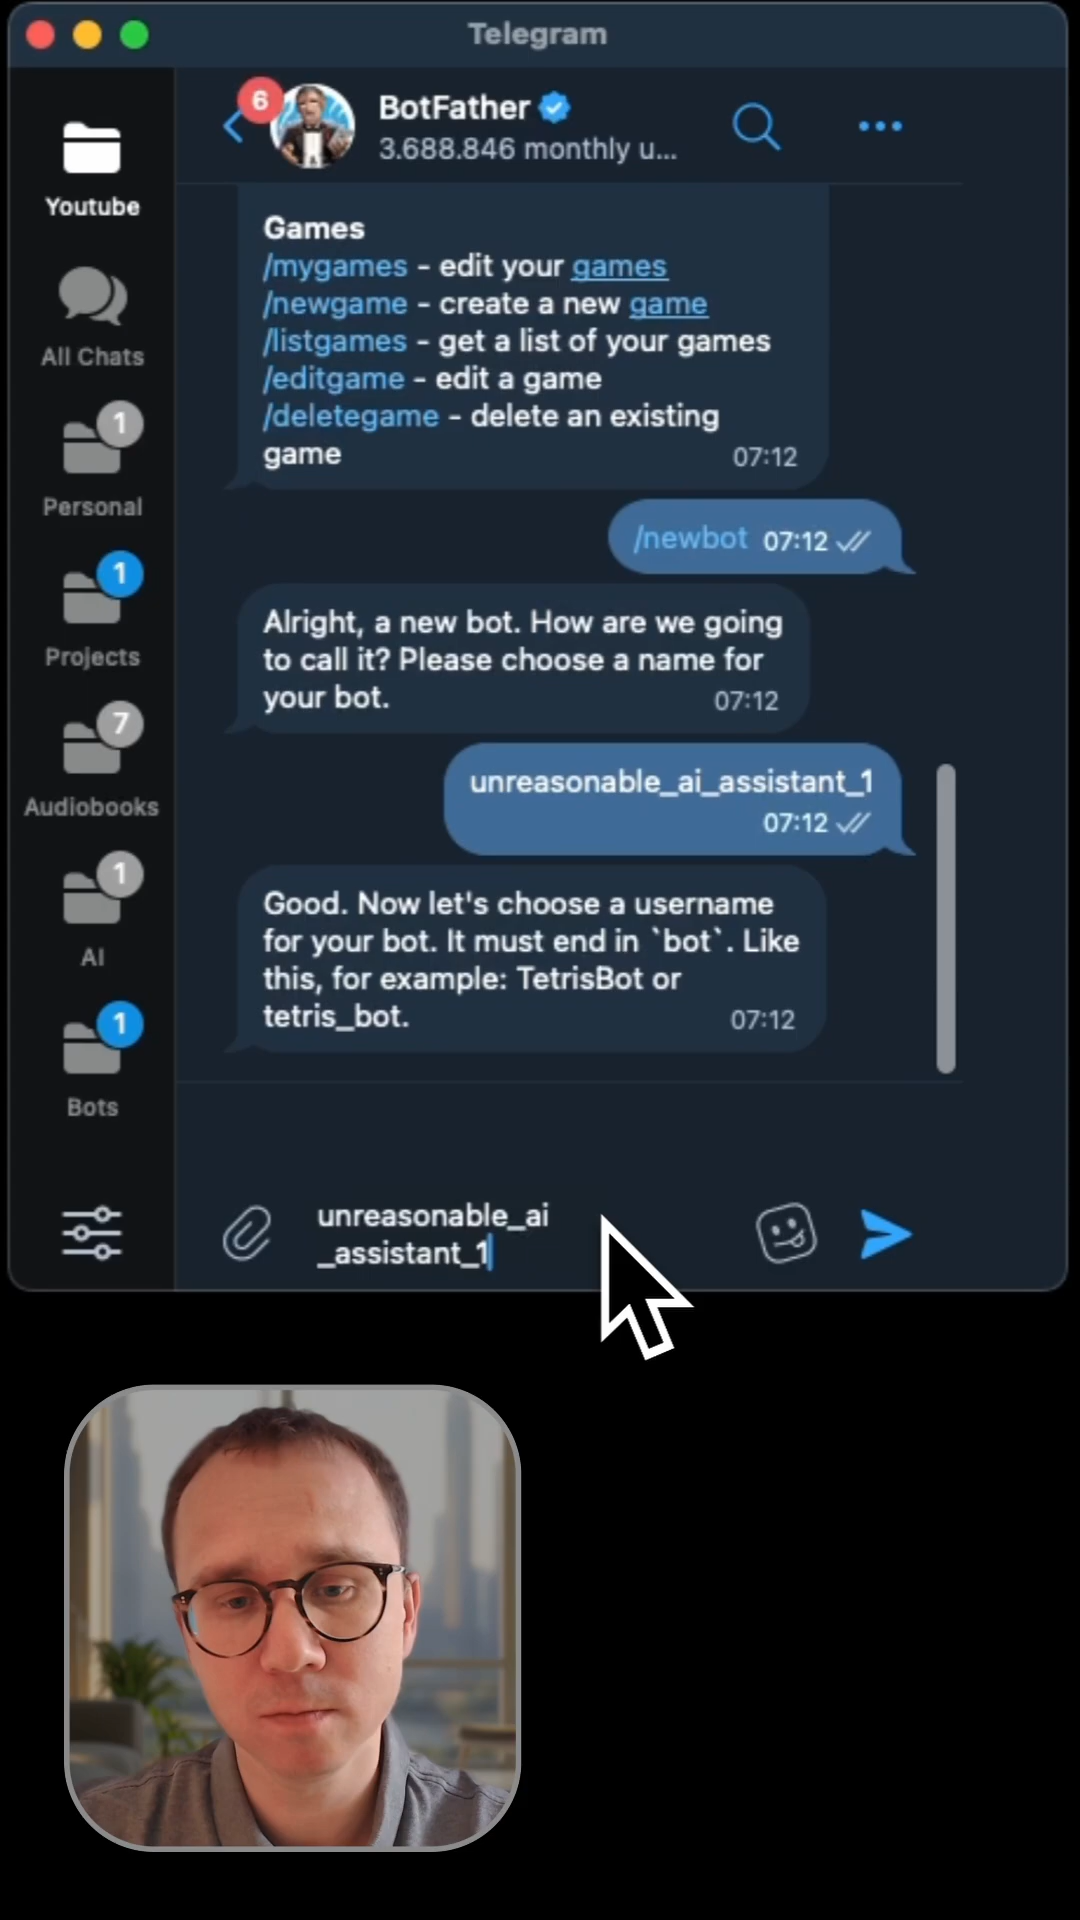 Telegram
6
BotFather
3.688.846 monthly u...
Youtube
All Chats
1
Personal
1
Projects
7
Audiobooks
1
AI
1
Bots
Games
/mygames - edit your games
/newgame - create a new game
/listgames - get a list of your games
/editgame - edit a game
/deletegame - delete an existing
game 07:12
/newbot 07:12
Alright, a new bot. How are we going
to call it? Please choose a name for
your bot. 07:12
unreasonable_ai_assistant_1
07:12
Good. Now let's choose a username
for your bot. It must end in `bot`. Like
this, for example: TetrisBot or
tetris_bot. 07:12
unreasonable_ai
_assistant_1